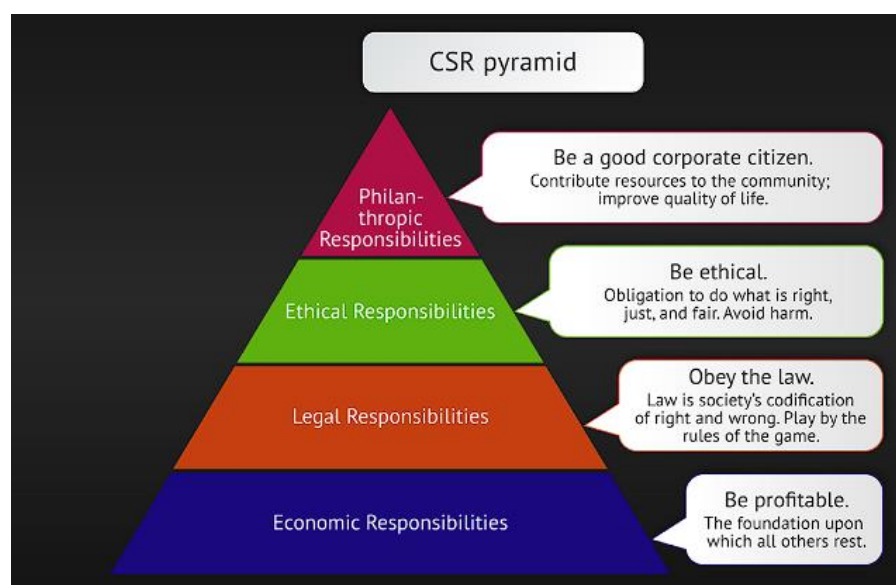 CSR pyramid
Philan-
thropic
Responsibilities
Be a good corporate citizen.
Contribute resources to the community;
improve quality of life.
Ethical Responsibilities
Be ethical.
Obligation to do what is right,
just, and fair. Avoid harm.
Legal Responsibilities
Obey the law.
Law is society's codification
of right and wrong. Play by the
rules of the game.
Economic Responsibilities
Be profitable.
The foundation upon
which all others rest.